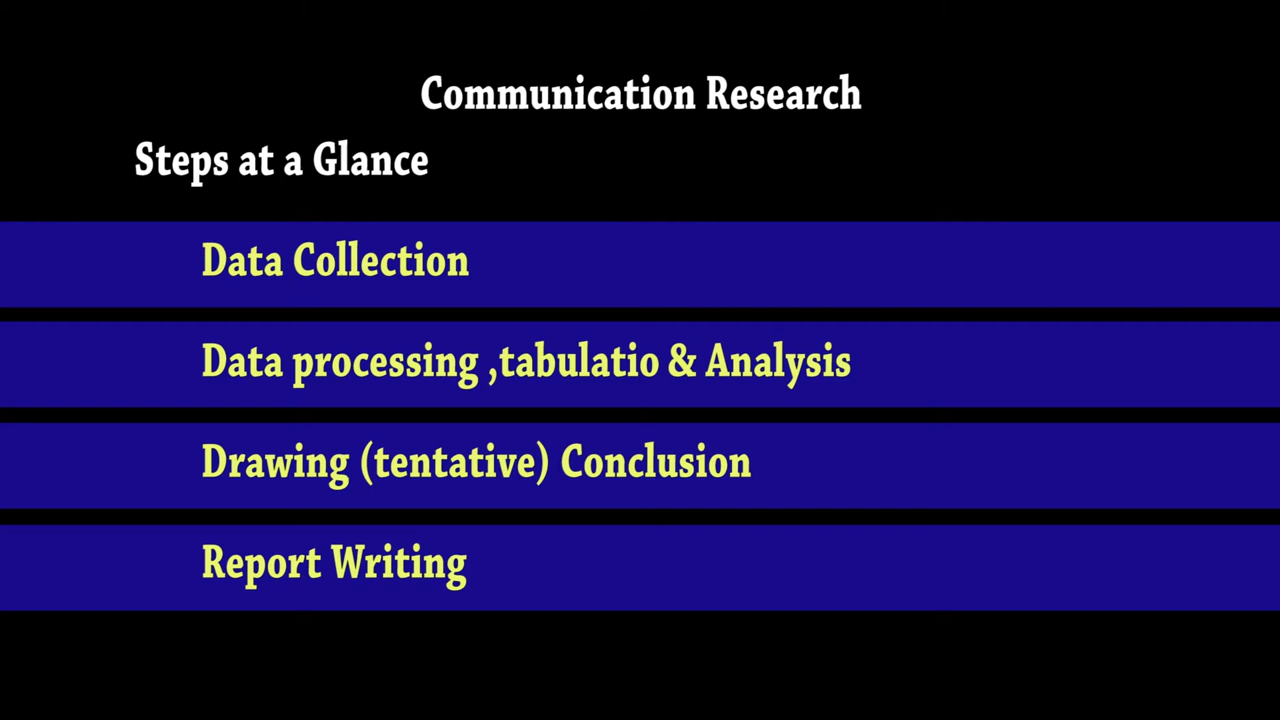 Communication Research
Steps at a Glance
Data Collection
Data processing ,tabulatio & Analysis
Drawing (tentative) Conclusion
Report Writing